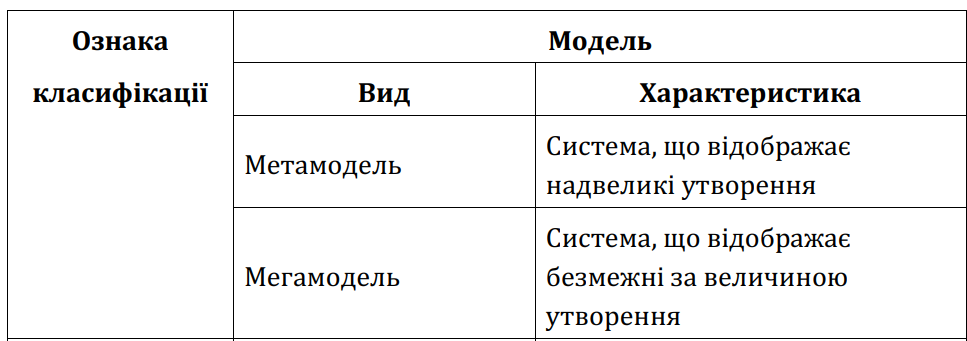 Ознака
класифікації
Модель
Вид
Характеристика
Метамодель
Система, що відображає
надвеликі утворення
Мегамодель
Система, що відображає
безмежні за величиною
утворення